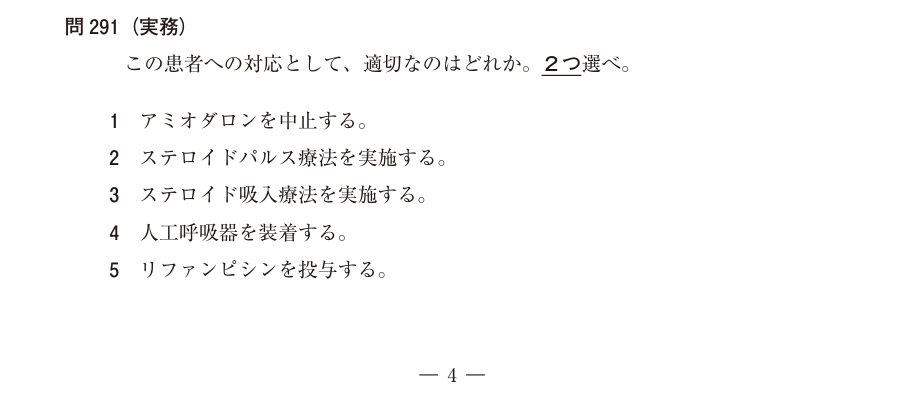 問 291（実務）
この患者への対応として、適切なのはどれか。２つ選べ。
1 アミオダロンを中止する。
2 ステロイドパルス療法を実施する。
3 ステロイド吸入療法を実施する。
4 人工呼吸器を装着する。
5 リファンピシンを投与する。
— 4 —